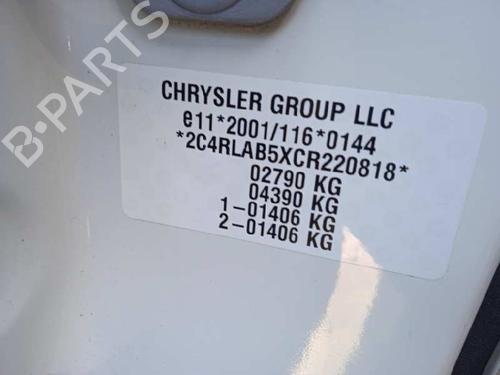 B-PARTS
CHRYSLER GROUP LLC
e11*2001/116*0144
*2C4RLAB5XCR220818*
02790 KG
04390 KG
1-01406 KG
2-01406 KG